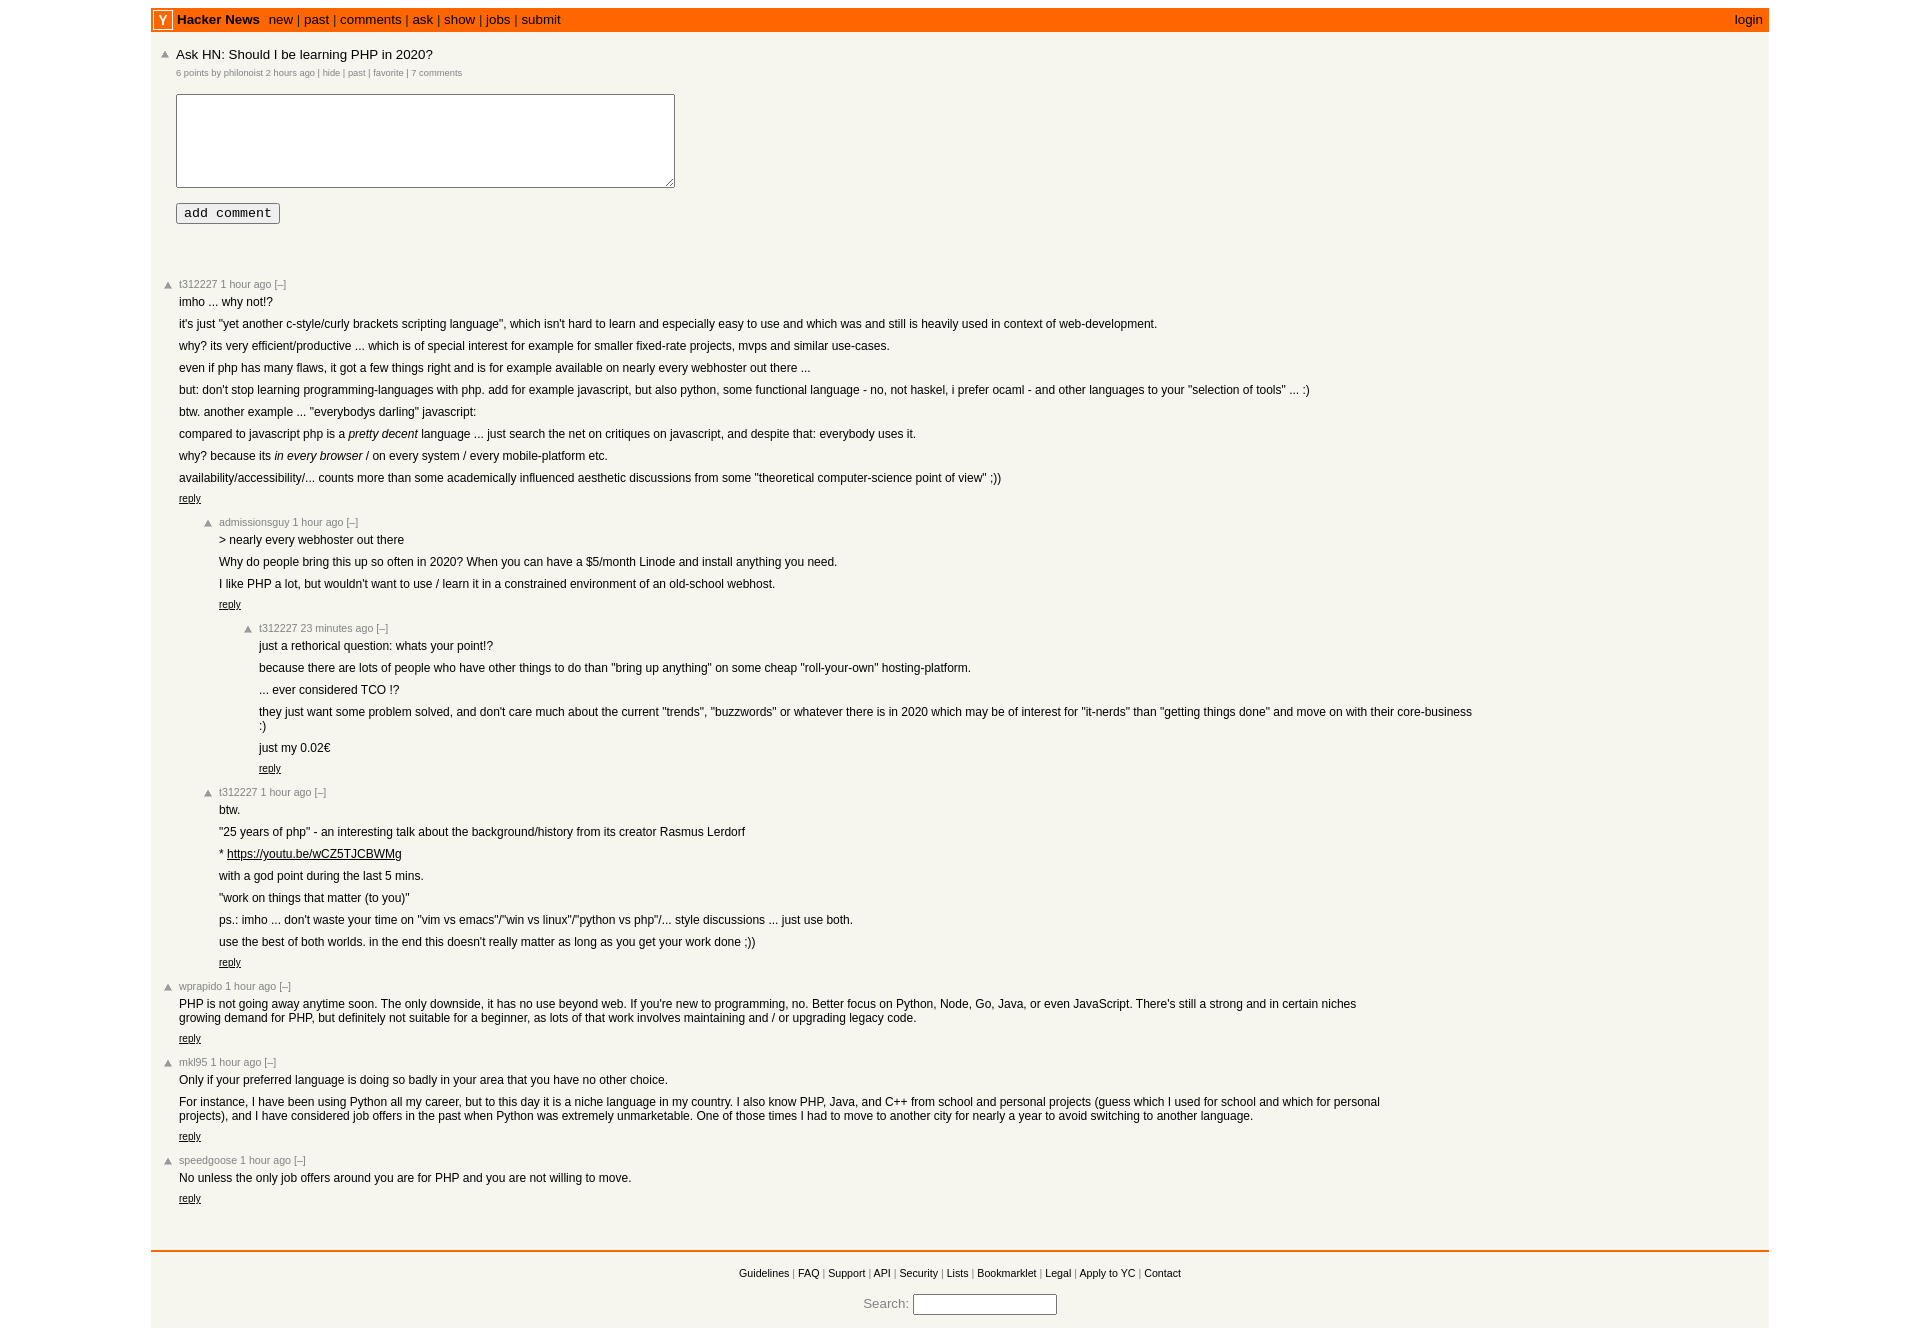 Y Hacker News new | past | comments | ask | show | jobs | submit login
Ask HN: Should I be learning PHP in 2020?
6 points by philonoist 2 hours ago | hide | past | favorite | 7 comments
add comment
t312227 1 hour ago [–]
imho ... why not!?
it's just "yet another c-style/curly brackets scripting language", which isn't hard to learn and especially easy to use and which was and still is heavily used in context of web-development.
why? its very efficient/productive ... which is of special interest for example for smaller fixed-rate projects, mvps and similar use-cases.
even if php has many flaws, it got a few things right and is for example available on nearly every webhoster out there ...
but: don't stop learning programming-languages with php. add for example javascript, but also python, some functional language - no, not haskel, i prefer ocaml - and other languages to your "selection of tools" ... :)
btw. another example ... "everybodys darling" javascript:
compared to javascript php is a pretty decent language ... just search the net on critiques on javascript, and despite that: everybody uses it.
why? because its in every browser / on every system / every mobile-platform etc.
availability/accessibility/... counts more than some academically influenced aesthetic discussions from some "theoretical computer-science point of view" ;))
reply
admissionsguy 1 hour ago [–]
> nearly every webhoster out there
Why do people bring this up so often in 2020? When you can have a $5/month Linode and install anything you need.
I like PHP a lot, but wouldn't want to use / learn it in a constrained environment of an old-school webhost.
reply
t312227 23 minutes ago [–]
just a rethorical question: whats your point!?
because there are lots of people who have other things to do than "bring up anything" on some cheap "roll-your-own" hosting-platform.
... ever considered TCO !?
they just want some problem solved, and don't care much about the current "trends", "buzzwords" or whatever there is in 2020 which may be of interest for "it-nerds" than "getting things done" and move on with their core-business
:)
just my 0.02€
reply
t312227 1 hour ago [–]
btw.
"25 years of php" - an interesting talk about the background/history from its creator Rasmus Lerdorf
* https://youtu.be/wCZ5TJCBWMg
with a god point during the last 5 mins.
"work on things that matter (to you)"
ps.: imho ... don't waste your time on "vim vs emacs"/"win vs linux"/"python vs php"/... style discussions ... just use both.
use the best of both worlds. in the end this doesn't really matter as long as you get your work done ;))
reply
wprapido 1 hour ago [–]
PHP is not going away anytime soon. The only downside, it has no use beyond web. If you're new to programming, no. Better focus on Python, Node, Go, Java, or even JavaScript. There's still a strong and in certain niches
growing demand for PHP, but definitely not suitable for a beginner, as lots of that work involves maintaining and / or upgrading legacy code.
reply
mkl95 1 hour ago [–]
Only if your preferred language is doing so badly in your area that you have no other choice.
For instance, I have been using Python all my career, but to this day it is a niche language in my country. I also know PHP, Java, and C++ from school and personal projects (guess which I used for school and which for personal
projects), and I have considered job offers in the past when Python was extremely unmarketable. One of those times I had to move to another city for nearly a year to avoid switching to another language.
reply
speedgoose 1 hour ago [–]
No unless the only job offers around you are for PHP and you are not willing to move.
reply
Guidelines | FAQ | Support | API | Security | Lists | Bookmarklet | Legal | Apply to YC | Contact
Search: